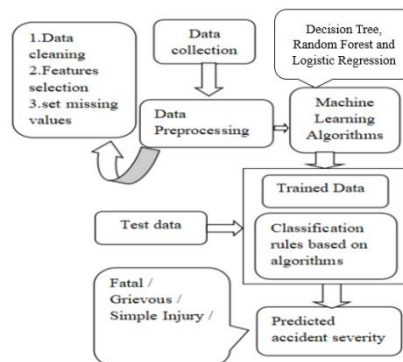 1.Data
cleaning
2.Features
selection
3.set missing
values
Data
collection
Decision Tree,
Random Forest and
Logistic Regression
Data
Preprocessing
Machine
Learning
Algorithms
Trained Data
Test data
Classification
rules based on
algorithms
Fatal /
Grievous /
Simple Injury /
Predicted
accident severity